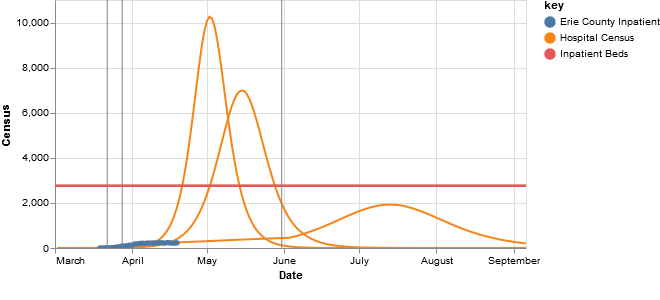 key
Erie County Inpatient
Hospital Census
Inpatient Beds
Census
10,000
8,000
6,000
4,000
2,000
0
March April May June July August September
Date